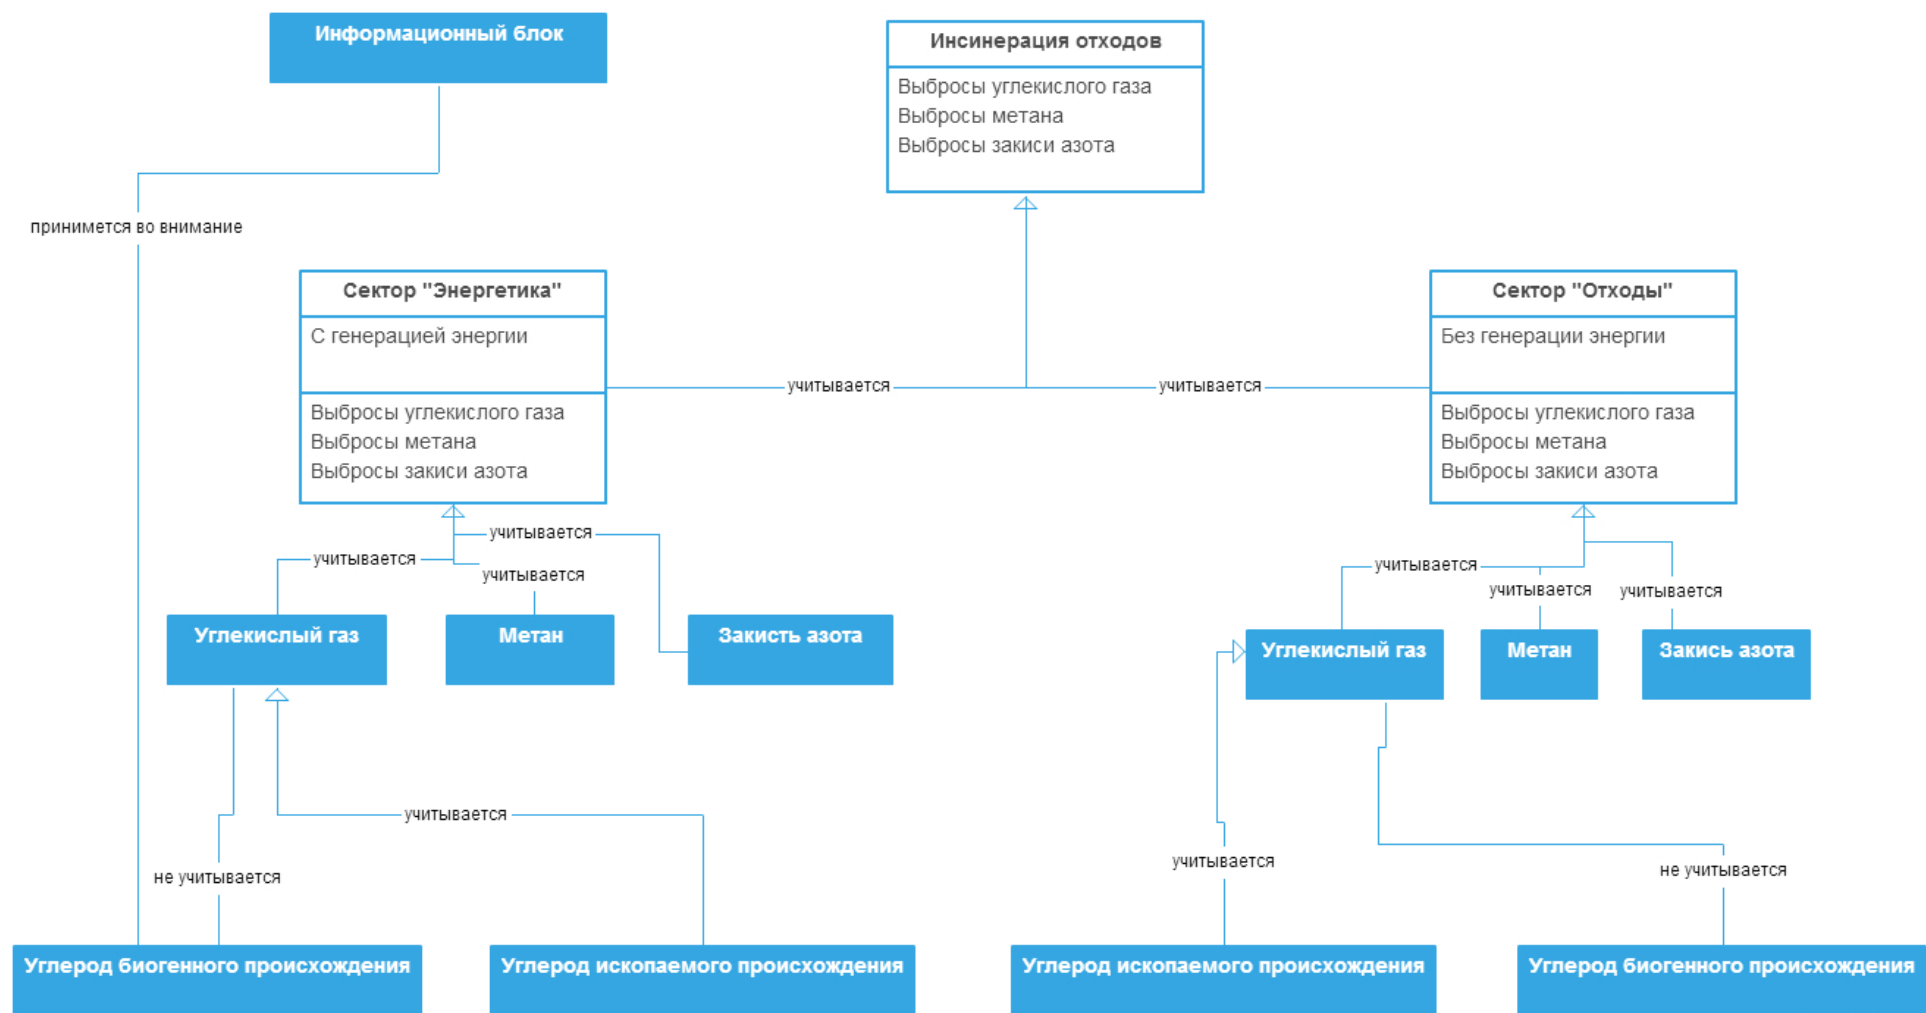 Информационный блок
Инсинерация отходов
Выбросы углекислого газа
Выбросы метана
Выбросы закиси азота
принимется во внимание
Сектор "Энергетика"
С генерацией энергии
Выбросы углекислого газа
Выбросы метана
Выбросы закиси азота
учитывается
учитывается
Сектор "Отходы"
Без генерации энергии
Выбросы углекислого газа
Выбросы метана
Выбросы закиси азота
учитывается
учитывается
учитывается
учитывается
учитывается
учитывается
Углекислый газ
Метан
Закисть азота
Углекислый газ
Метан
Закись азота
учитывается
не учитывается
учитывается
не учитывается
Углерод биогенного происхождения
Углерод ископаемого происхождения
Углерод ископаемого происхождения
Углерод биогенного происхождения